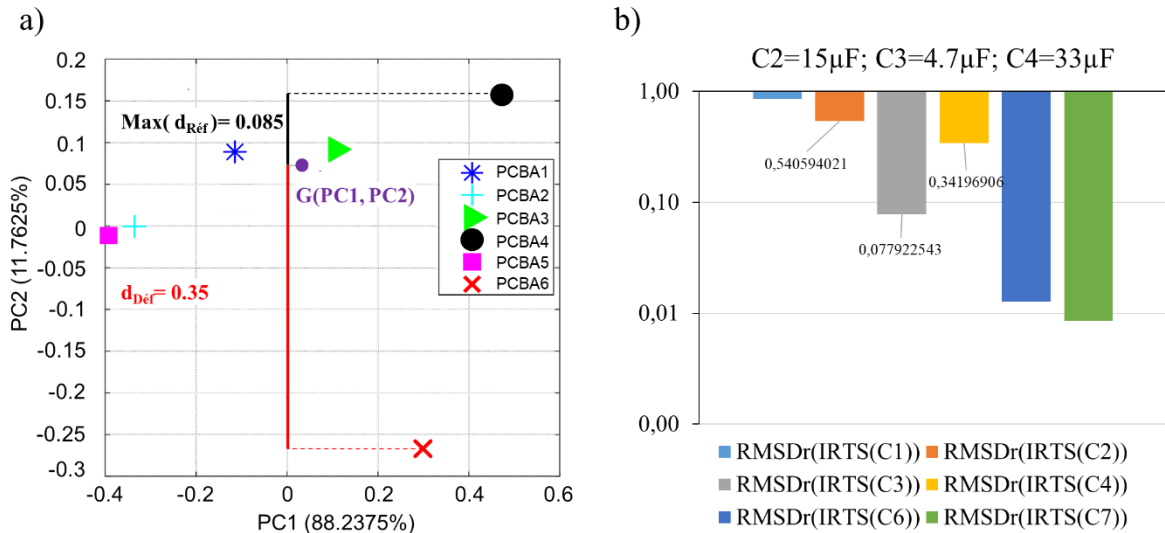 a)
0.2
0.15
0.1
0.05
0
-0.05
-0.1
-0.15
-0.2
-0.25
-0.3
PC2 (11.7625%)
Max( d_Réf)= 0.085
G(PC1, PC2)
d_Déf= 0.35
PCBA1
PCBA2
PCBA3
PCBA4
PCBA5
PCBA6
-0.4 -0.2 0 0.2 0.4 0.6
PC1 (88.2375%)
b)
C2=15µF; C3=4.7µF; C4=33µF
1,00
0,10
0,01
0,00
0,540594021
0,34196906
0,077922543
RMSDr(IRTS(C1)) RMSDr(IRTS(C2))
RMSDr(IRTS(C3)) RMSDr(IRTS(C4))
RMSDr(IRTS(C6)) RMSDr(IRTS(C7))